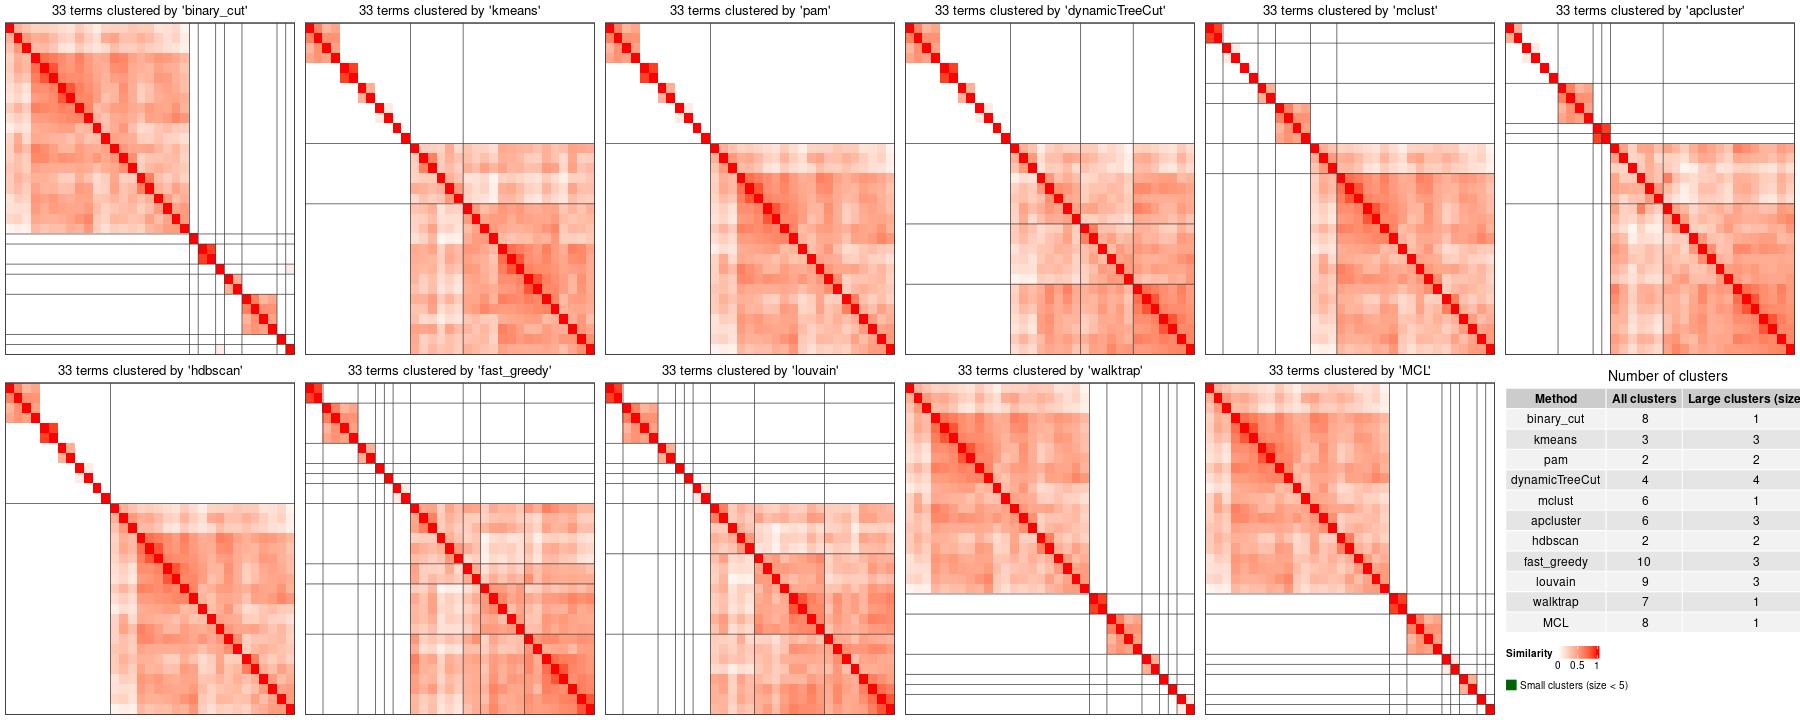 33 terms clustered by 'binary_cut'
33 terms clustered by 'kmeans'
33 terms clustered by 'pam'
33 terms clustered by 'dynamicTreeCut'
33 terms clustered by 'mclust'
33 terms clustered by 'apcluster'
33 terms clustered by 'hdbscan'
33 terms clustered by 'fast_greedy'
33 terms clustered by 'louvain'
33 terms clustered by 'walktrap'
33 terms clustered by 'MCL'
Number of clusters
Method All clusters Large clusters (size
binary_cut 8 1
kmeans 3 3
pam 2 2
dynamicTreeCut 4 4
mclust 6 1
apcluster 6 3
hdbscan 2 2
fast_greedy 10 3
louvain 9 3
walktrap 7 1
MCL 8 1
Similarity
0 0.5 1
Small clusters (size < 5)